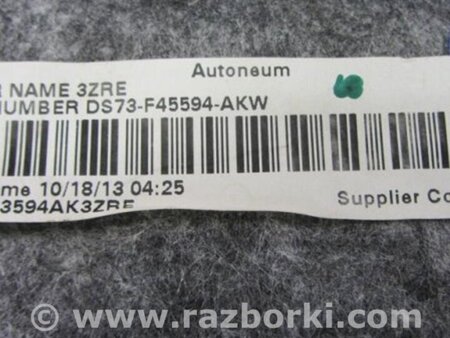 Autoneum
R NAME 3ZRE
NUMBER DS73-F45594-AKW
me 10/18/13 04:25
3594AK3ZRE
Supplier Co
www.razborki.com